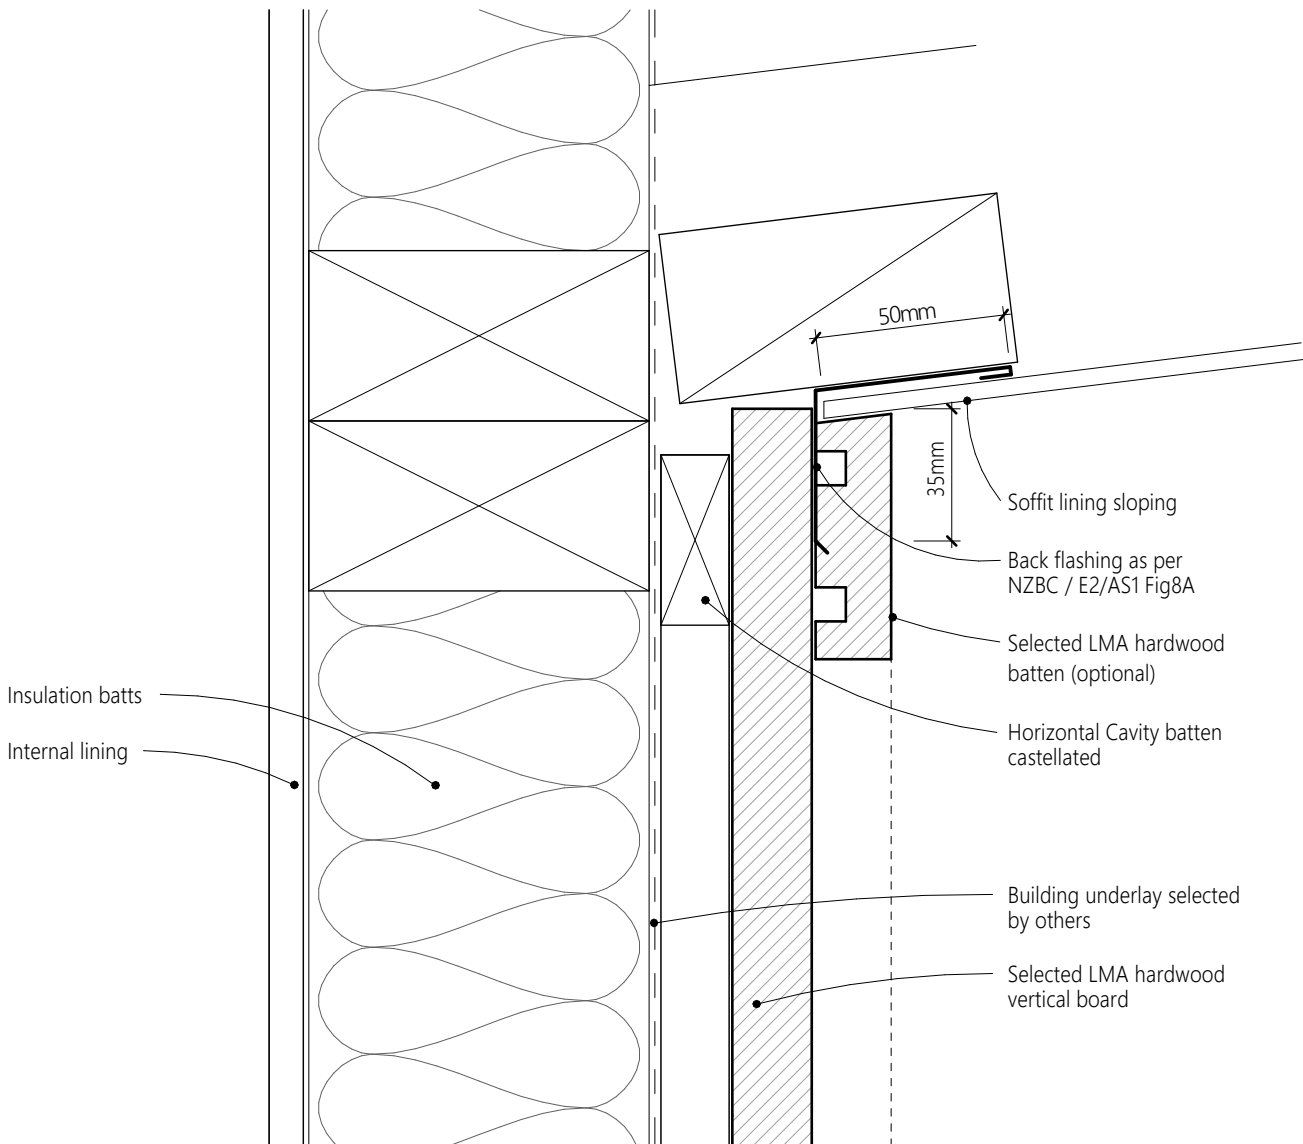 50mm
35mm
Soffit lining sloping
Back flashing as per
NZBC / E2/AS1 Fig8A
Selected LMA hardwood
batten (optional)
Insulation batts
Horizontal Cavity batten
castellated
Internal lining
Building underlay selected
by others
Selected LMA hardwood
vertical board